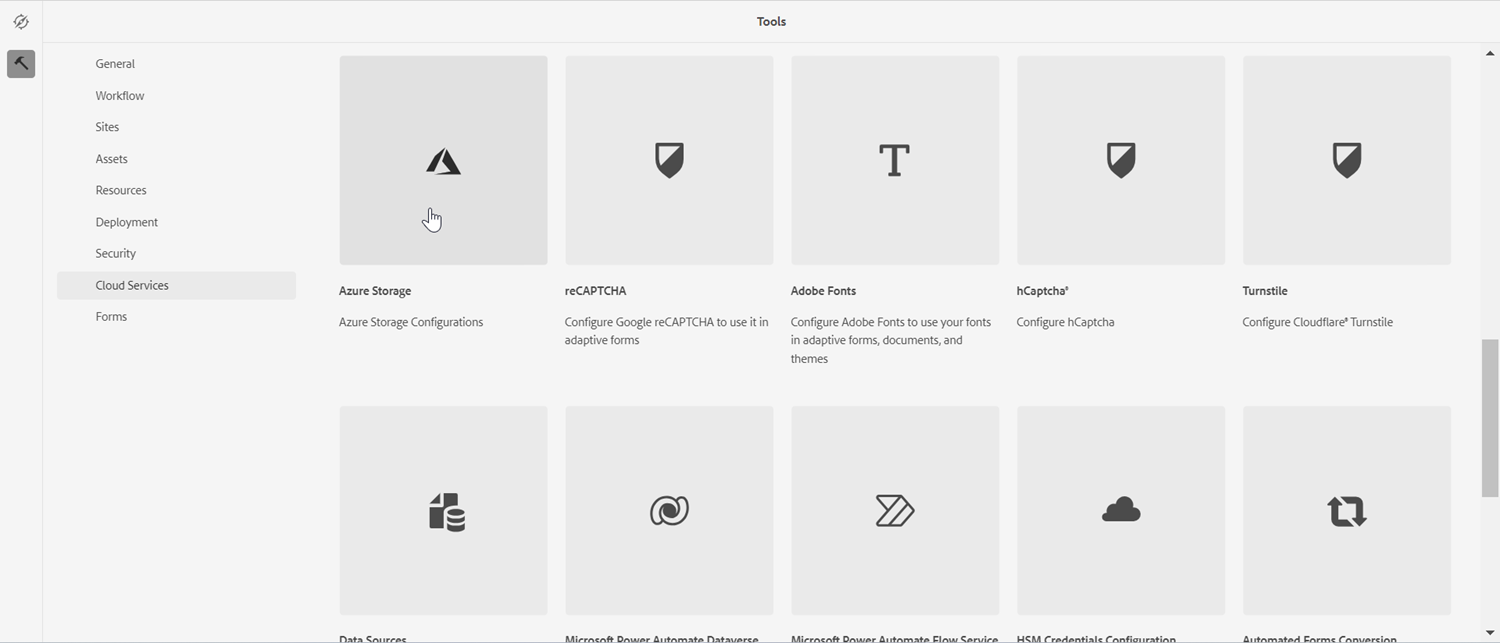 Tools
General
Workflow
Sites
Assets
Resources
Deployment
Security
Cloud Services
Forms
Azure Storage
Azure Storage Configurations
reCAPTCHA
Configure Google reCAPTCHA to use it in
adaptive forms
Adobe Fonts
Configure Adobe Fonts to use your fonts
in adaptive forms, documents, and
themes
hCaptcha®
Configure hCaptcha
Turnstile
Configure Cloudflare® Turnstile
Data Sources
Microsoft Power Automate Dataverse
Microsoft Power Automate Flow Service
HSM Credentials Configuration
Automated Forms Conversion